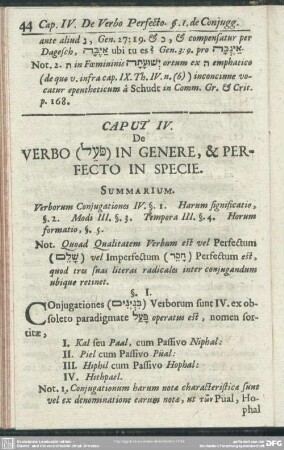 44 Cap. IV. De Verbo Perfecto. §. 1. de Conjugg.
ante aliud נ, Gen. 27: 19. & כ, & compensatur per
Dagesch, אַיֶּכָּה ubi tu es? Gen. 3: 9. pro
Not. 2. ה in Fœmininis ortum ex ה emphatico
(de quo v. infra cap. IX. Th. IV. n. (6)) inconcinne vo-
catur epentheticum à Schudt in Comm. Gr. & Crit.
p. 168.
CAPUT IV.
De
VERBO (פֹּעַל) IN GENERE, & PER-
FECTO IN SPECIE.
SUMMARIUM.
Verborum Conjugationes IV. §. 1. Harum significatio,
§. 2. Modi III. §. 3. Tempora III. §. 4. Horum
formatio, §. 5.
Not. Quoad Qualitatem Verbum est vel Perfectum
(שָׁלֵם) vel Imperfectum (חָסֵר) Perfectum est,
quod tres suas literas radicales inter conjugandum
ubique retinet.
§. I.
Conjugationes (בִּנְיָנִים) Verborum sunt IV. ex ob-
soleto paradigmate פָּעַל operatus est, nomen sor-
titæ,
I. Kal seu Paal, cum Passivo Niphal:
II. Piel cum Passivo Pual:
III. Hiphil cum Passivo Hophal:
IV. Hithpael.
Not. 1. Conjugationum harum notæ characteristicæ sunt
vel ex denominatione earum notæ, ut τῶν Pual, Ho-
phal